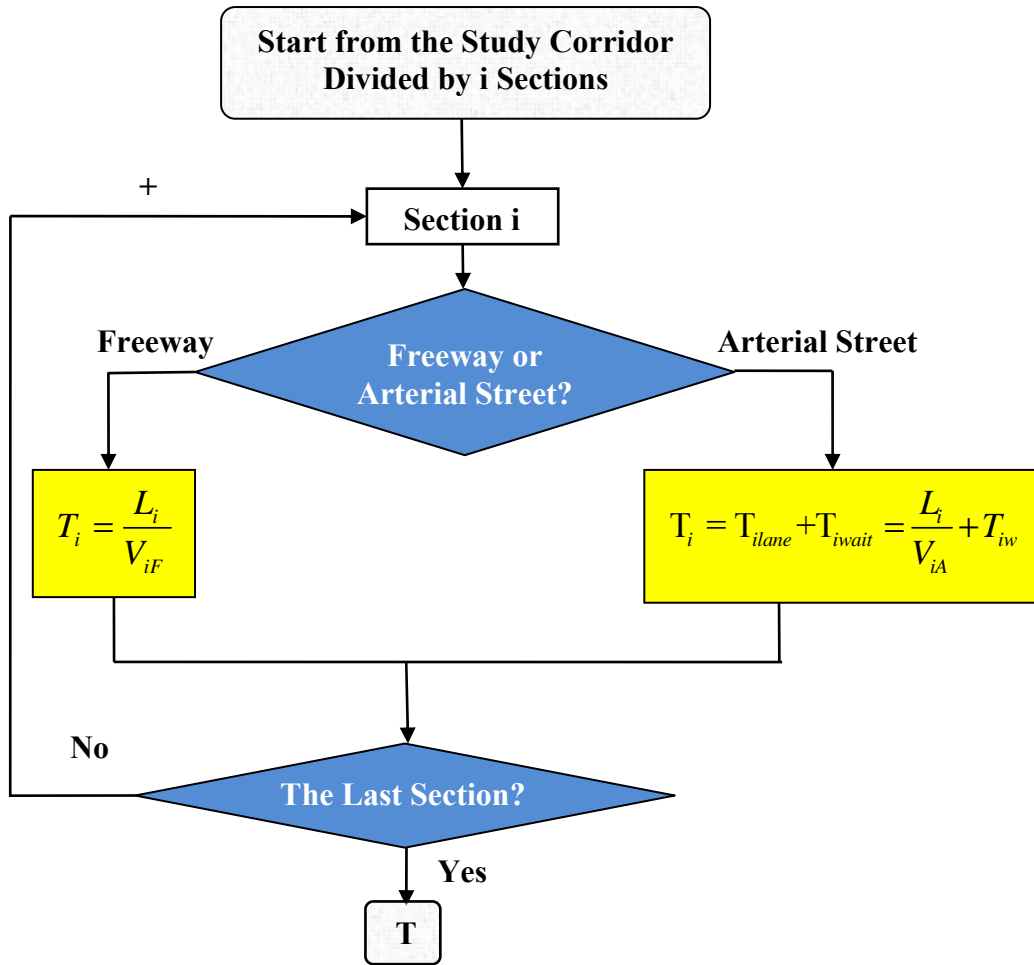 Start from the Study Corridor
Divided by i Sections
+
Section i
Freeway
Freeway or
Arterial Street?
Arterial Street
T_i = L_i / V_iF
T_i = T_ilane + T_iwait = L_i / V_iA + T_iw
No
The Last Section?
Yes
T